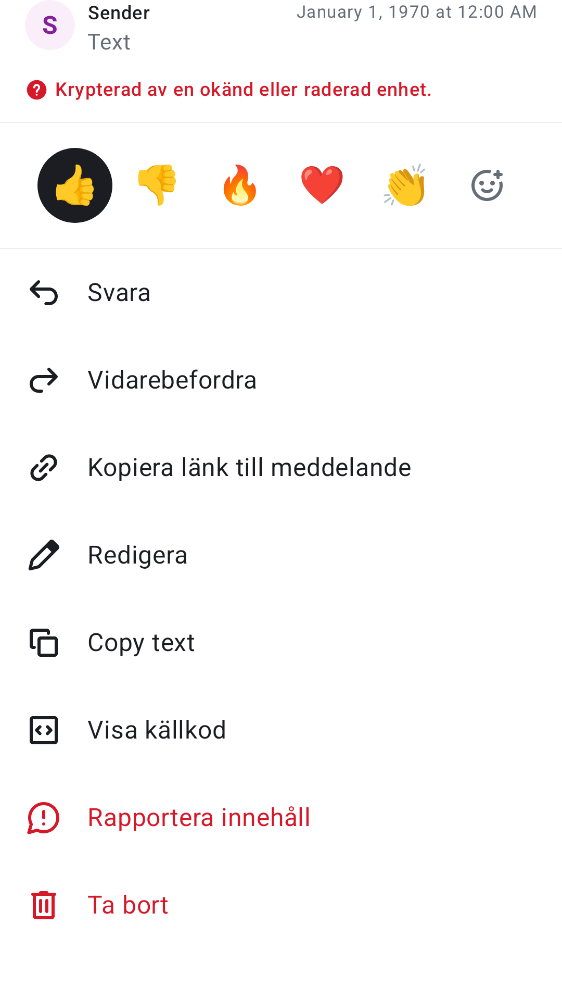 S
Sender
January 1, 1970 at 12:00 AM
Text
Krypterad av en okänd eller raderad enhet.
Svara
Vidarebefordra
Kopiera länk till meddelande
Redigera
Copy text
Visa källkod
Rapportera innehåll
Ta bort